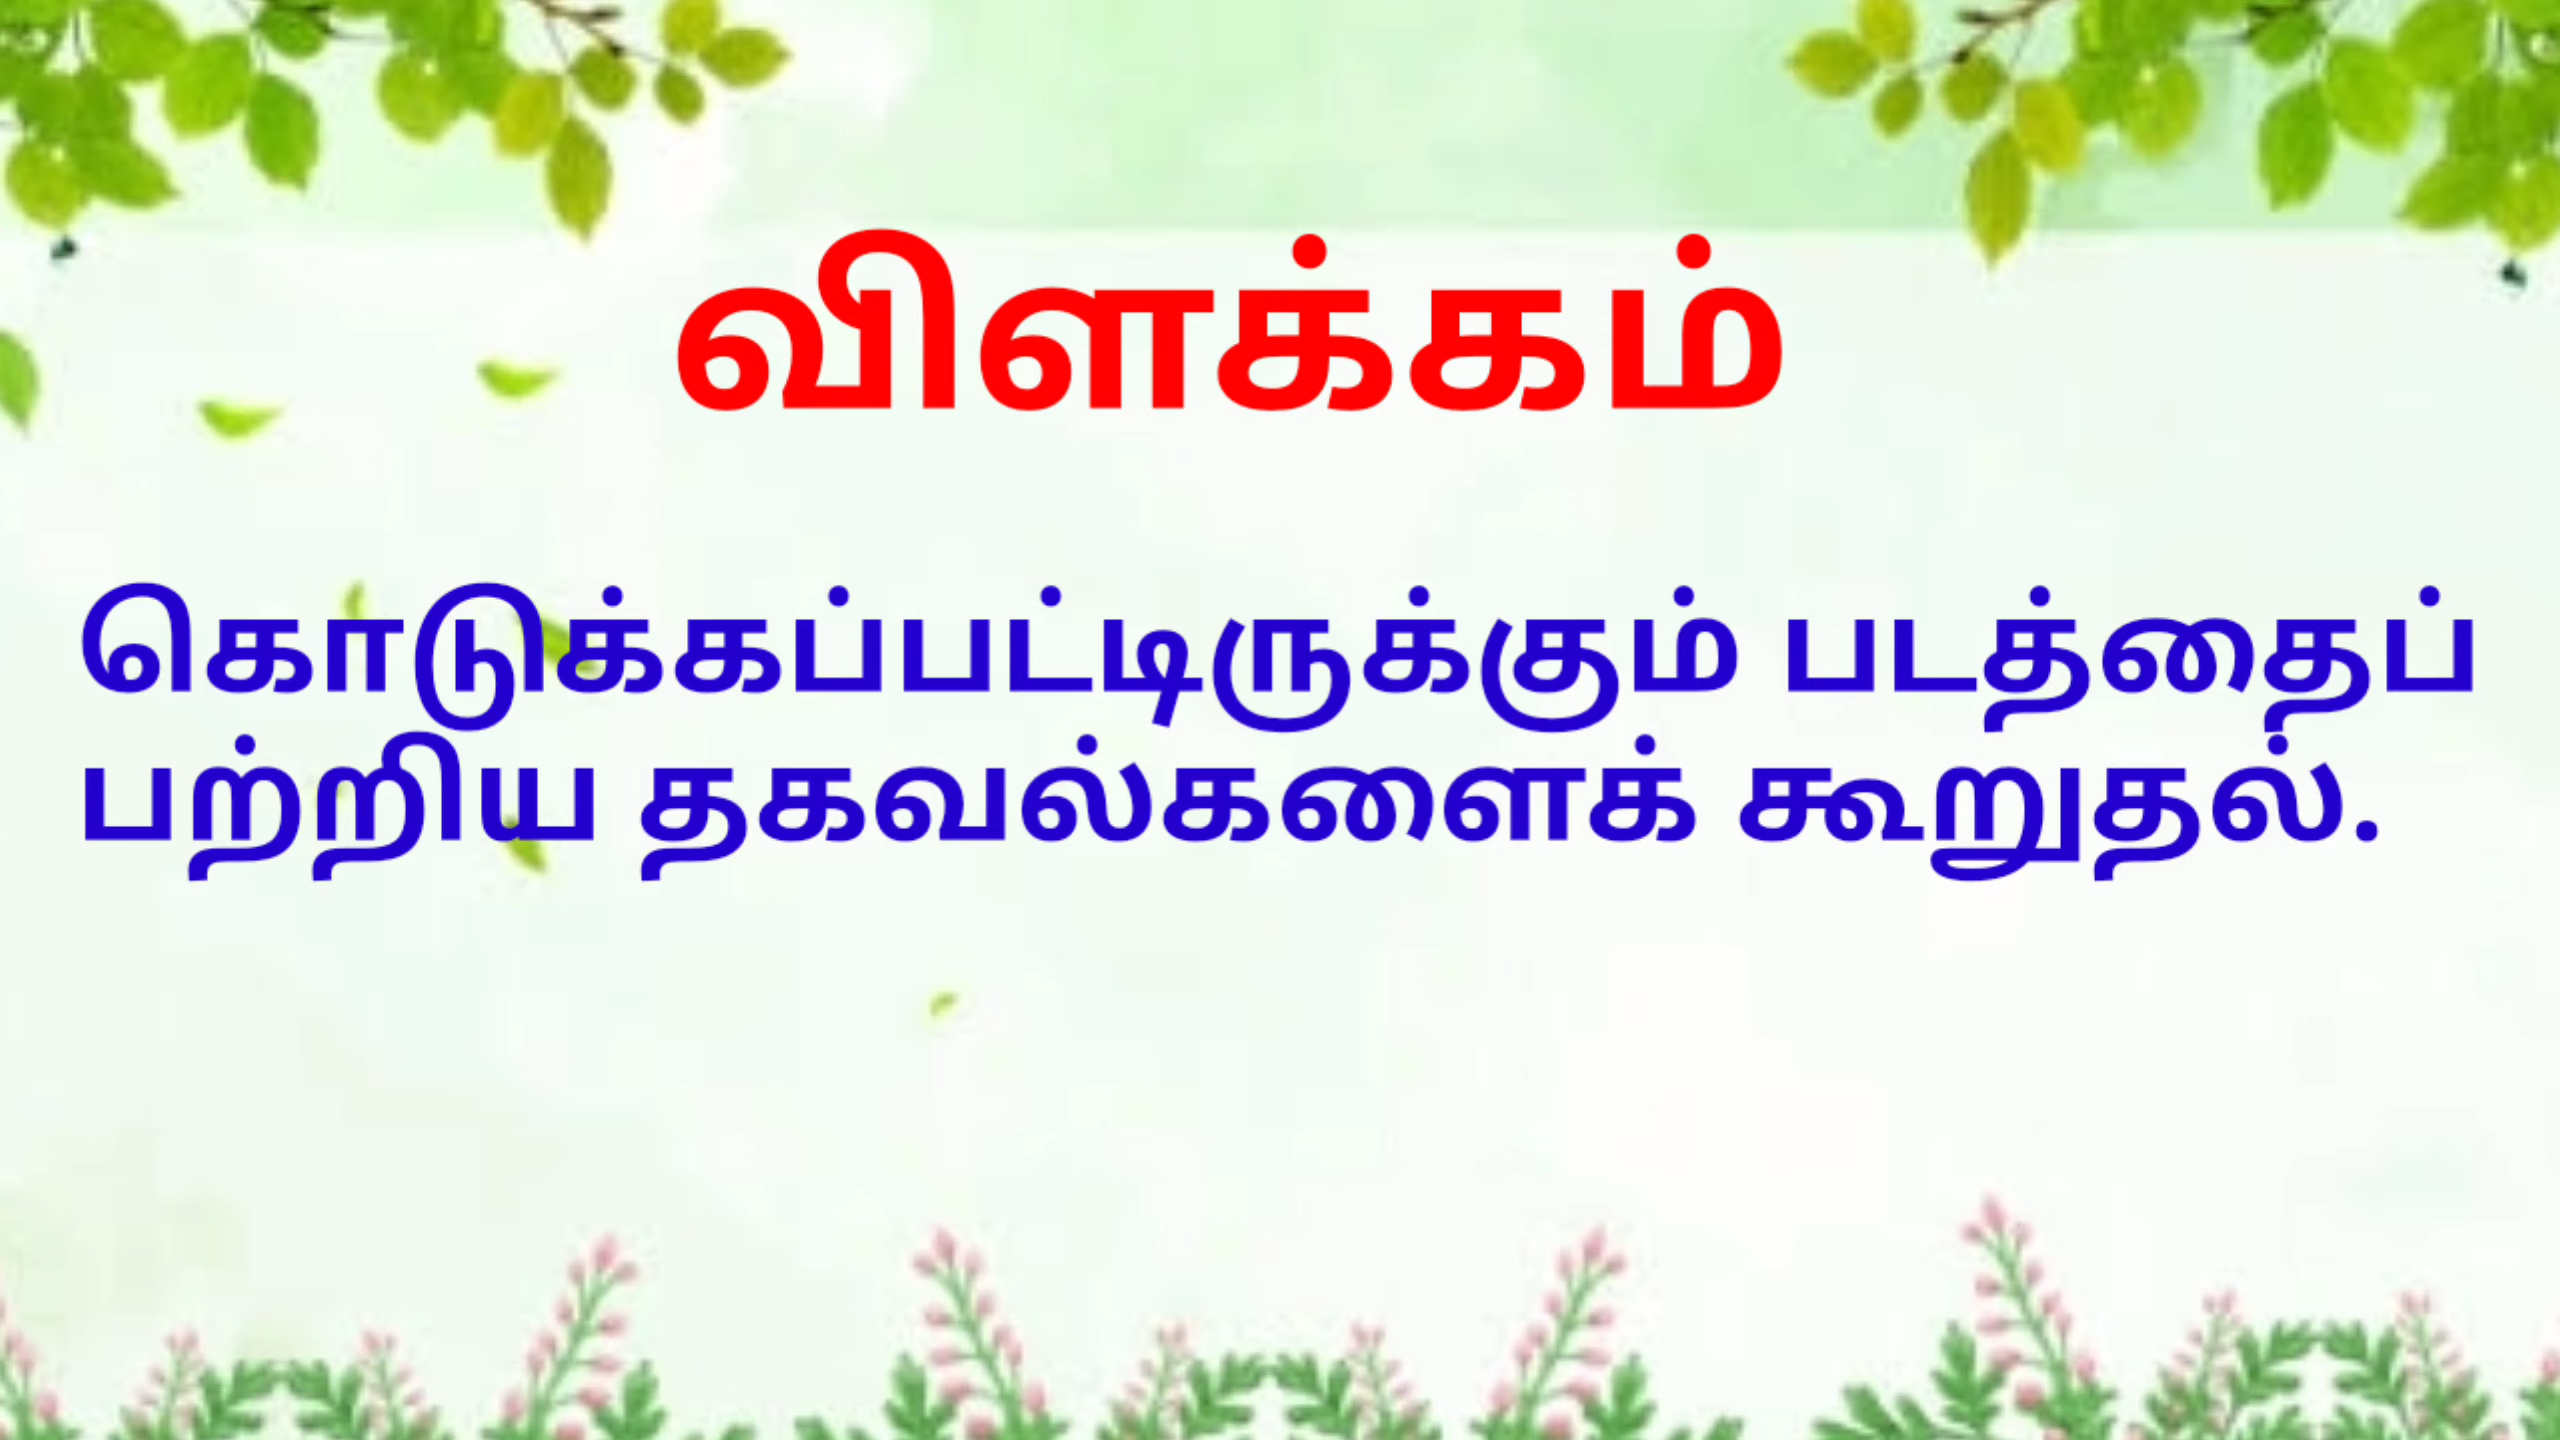 விளக்கம்
கொடுக்கப்பட்டிருக்கும் படத்தைப்
பற்றிய தகவல்களைக் கூறுதல்.